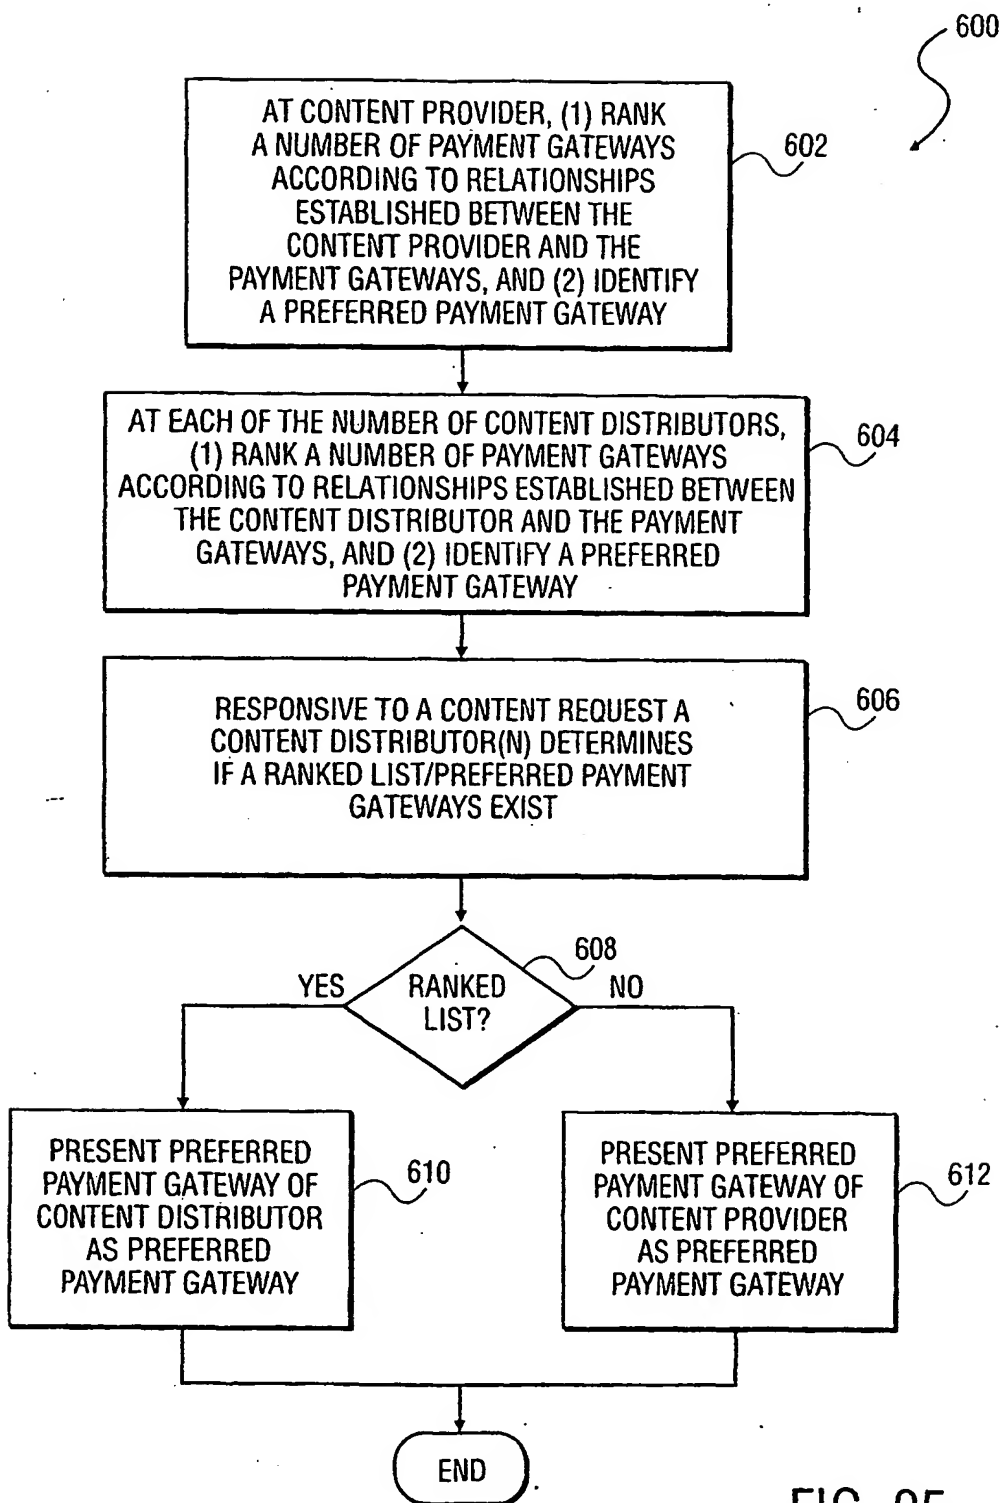 600
AT CONTENT PROVIDER, (1) RANK
A NUMBER OF PAYMENT GATEWAYS
ACCORDING TO RELATIONSHIPS
ESTABLISHED BETWEEN THE
CONTENT PROVIDER AND THE
PAYMENT GATEWAYS, AND (2) IDENTIFY
A PREFERRED PAYMENT GATEWAY
602
AT EACH OF THE NUMBER OF CONTENT DISTRIBUTORS,
(1) RANK A NUMBER OF PAYMENT GATEWAYS
ACCORDING TO RELATIONSHIPS ESTABLISHED BETWEEN
THE CONTENT DISTRIBUTOR AND THE PAYMENT
GATEWAYS, AND (2) IDENTIFY A PREFERRED
PAYMENT GATEWAY
604
RESPONSIVE TO A CONTENT REQUEST A
CONTENT DISTRIBUTOR(N) DETERMINES
IF A RANKED LIST/PREFERRED PAYMENT
GATEWAYS EXIST
606
608
YES
RANKED
LIST?
NO
PRESENT PREFERRED
PAYMENT GATEWAY OF
CONTENT DISTRIBUTOR
AS PREFERRED
PAYMENT GATEWAY
610
PRESENT PREFERRED
PAYMENT GATEWAY OF
CONTENT PROVIDER
AS PREFERRED
PAYMENT GATEWAY
612
END